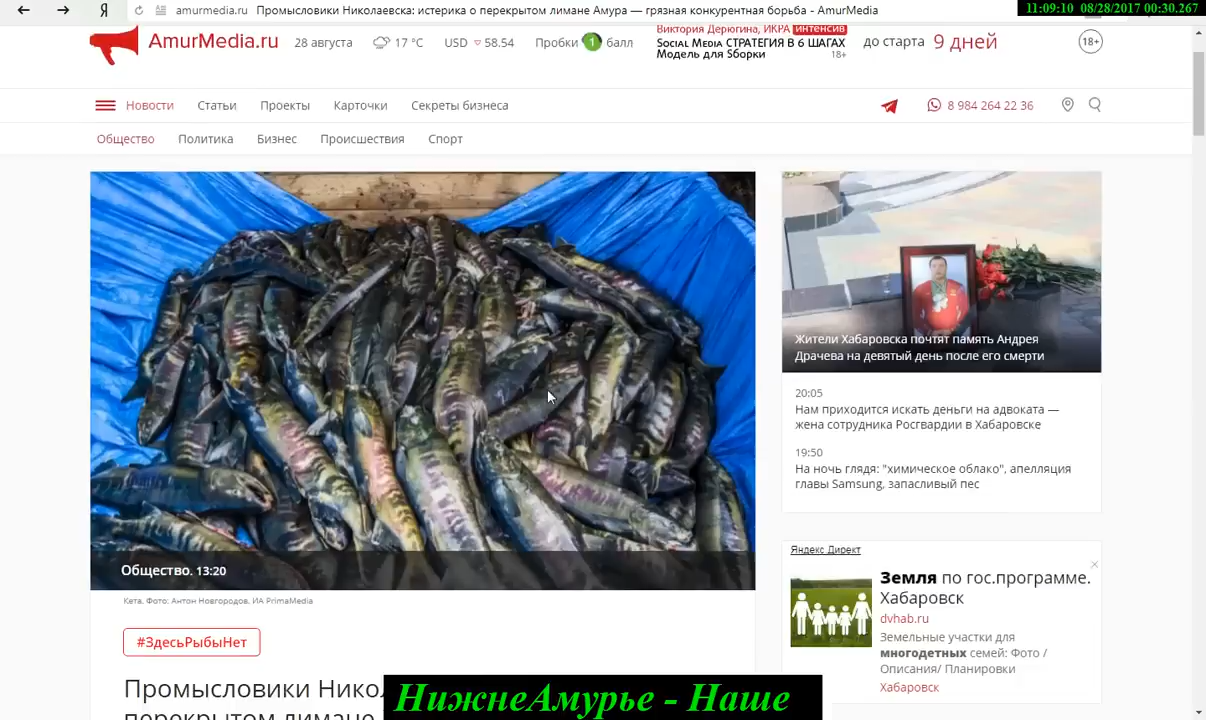 amurmedia.ru Промысловики Николаевска: истерика о перекрытом лимане Амура — грязная конкурентная борьба - AmurMedia
11:09:10 08/28/2017 00:30.267
AmurMedia.ru 28 августа 17 °C USD 58.54 Пробки 1 балл
Виктория Дерюгина, ИКРА ИНТЕНСИВ
Social Media СТРАТЕГИЯ В 6 ШАГАХ
Модель для Sборки 18+
до старта 9 дней
18+
Новости Статьи Проекты Карточки Секреты бизнеса 8 984 264 22 36
Общество Политика Бизнес Происшествия Спорт
Общество. 13:20
Кета. Фото: Антон Новгородов, ИА PrimaMedia
#ЗдесьРыбыНет
Промысловики
перекрытом лимане
Жители Хабаровска почтят память Андрея
Драчева на девятый день после его смерти
20:05
Нам приходится искать деньги на адвоката —
жена сотрудника Росгвардии в Хабаровске
19:50
На ночь глядя: "химическое облако", апелляция
главы Samsung, запасливый пес
Яндекс Директ
Земля по гос.программе.
Хабаровск
dvhab.ru
Земельные участки для
многодетных семей: Фото /
Описания/ Планировки
Хабаровск
НижнеАмурье - Наше